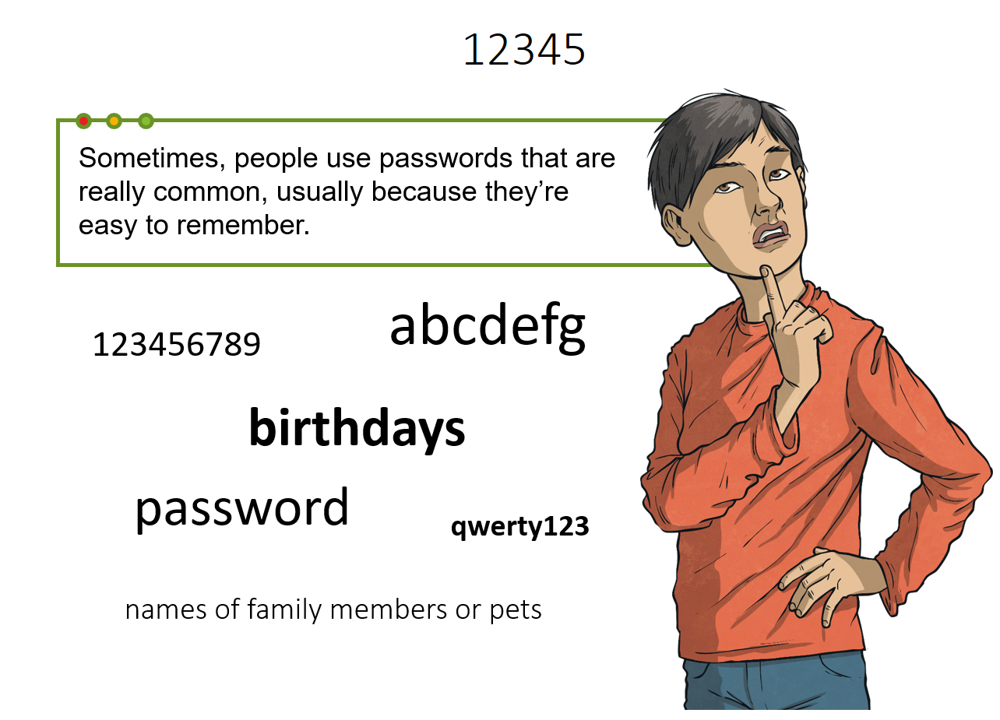 12345
Sometimes, people use passwords that are
really common, usually because they’re
easy to remember.
abcdefg
123456789
birthdays
password
qwerty123
names of family members or pets